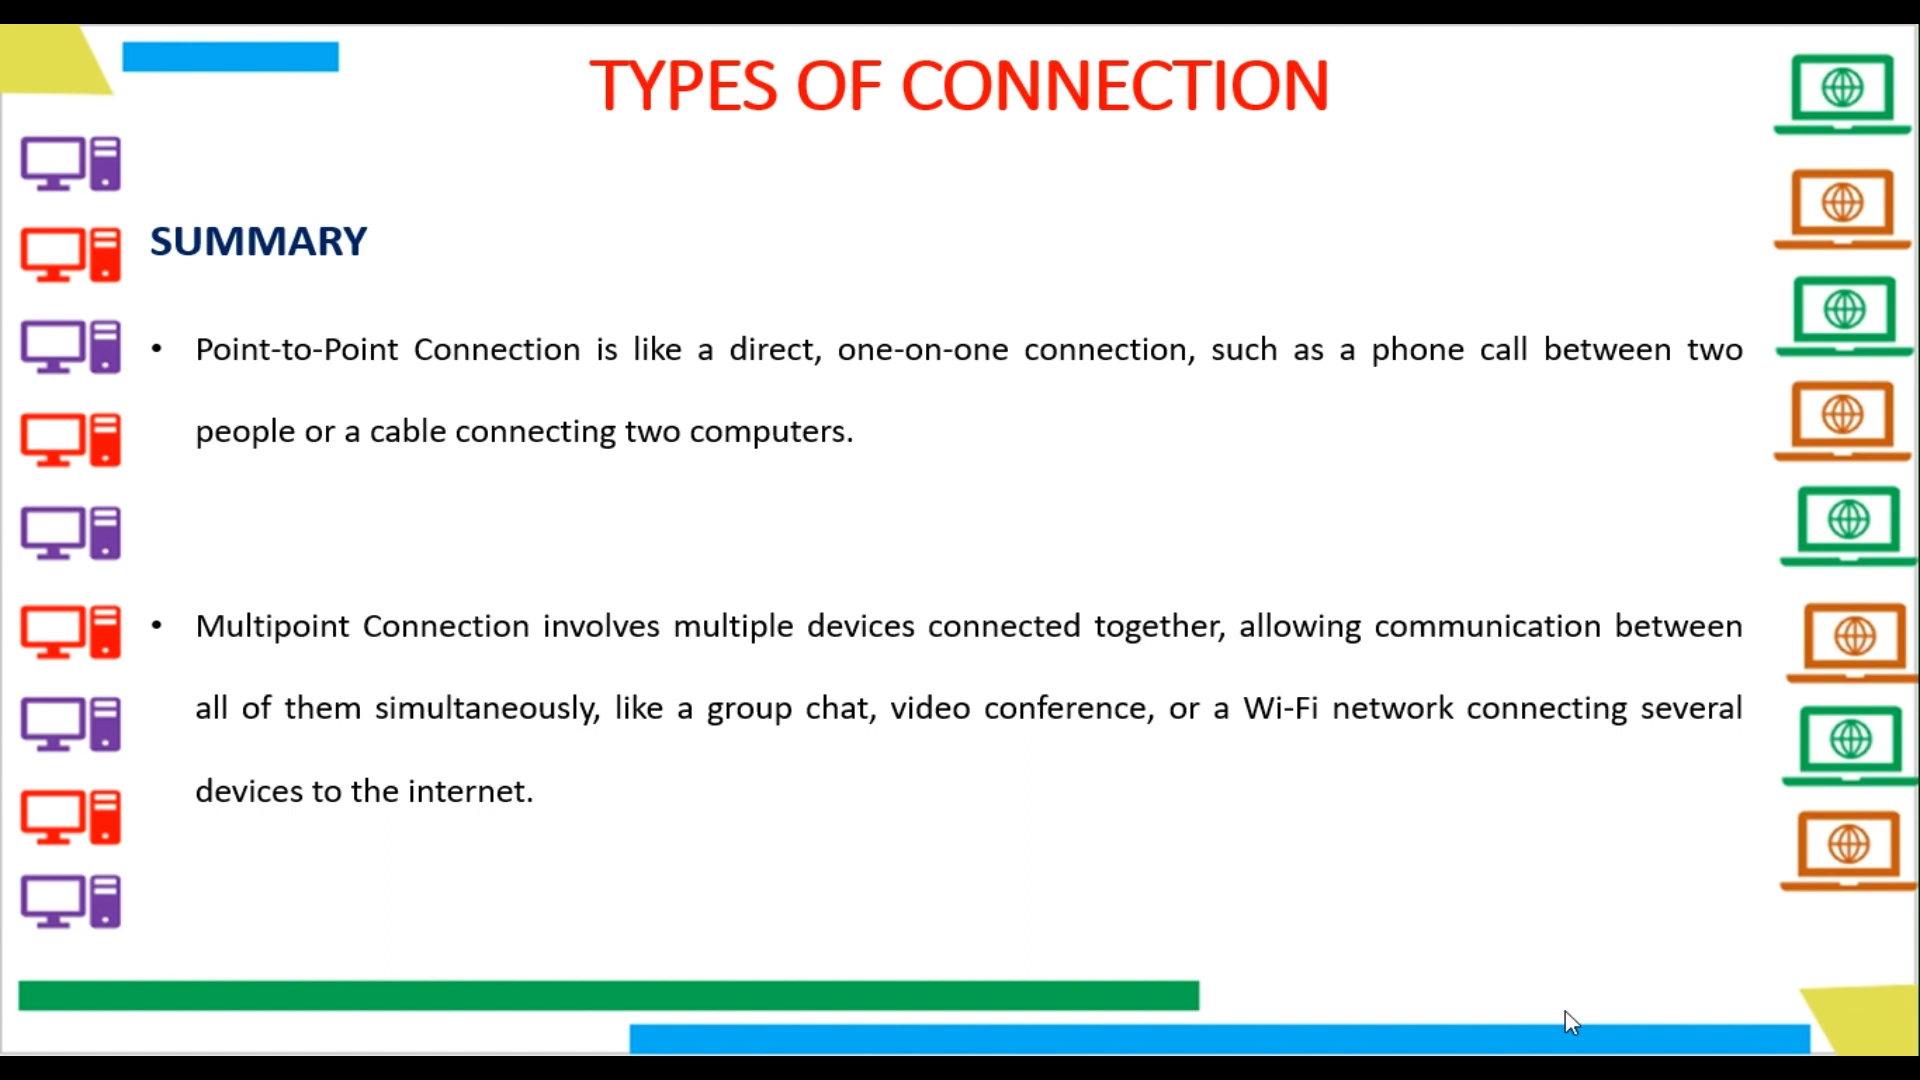 TYPES OF CONNECTION
SUMMARY
• Point-to-Point Connection is like a direct, one-on-one connection, such as a phone call between two
people or a cable connecting two computers.
• Multipoint Connection involves multiple devices connected together, allowing communication between
all of them simultaneously, like a group chat, video conference, or a Wi-Fi network connecting several
devices to the internet.